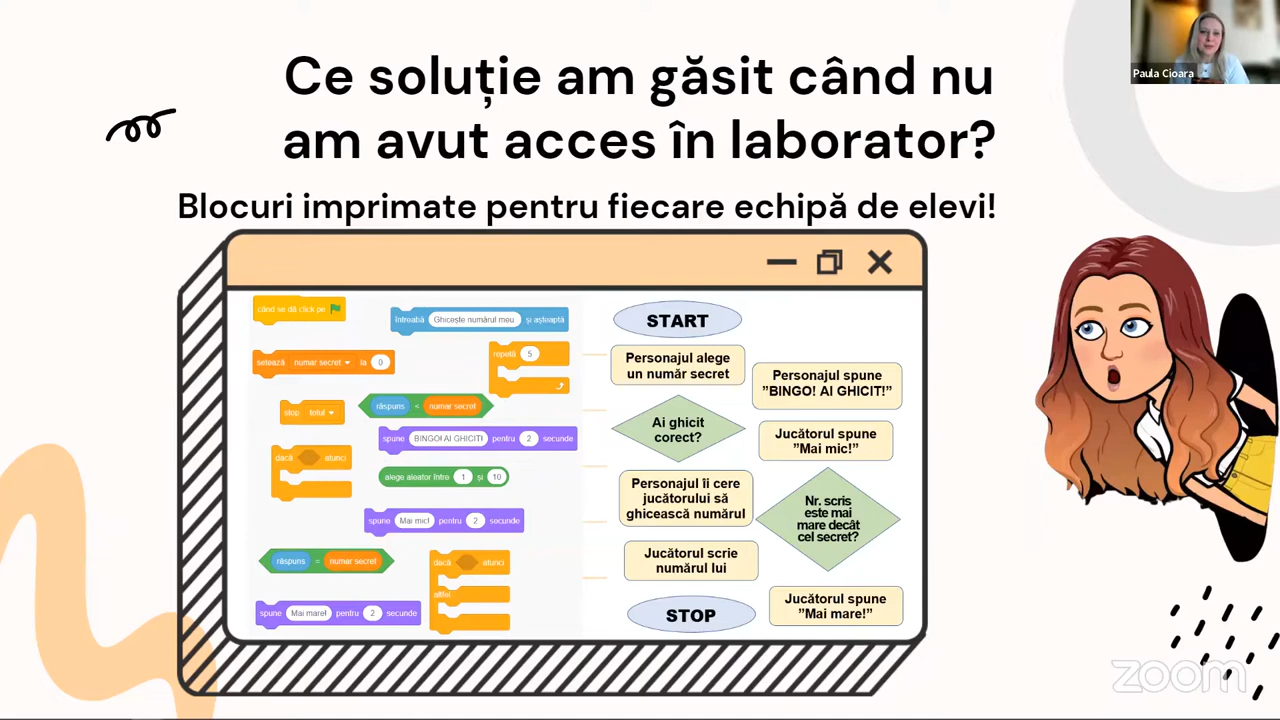 Ce soluție am găsit când nu
am avut acces în laborator?
Blocuri imprimate pentru fiecare echipă de elevi!
Paula Cioara
când se dă click pe
întreabă Ghicește numărul meu și așteaptă
setează numar secret la 0
repetă 5
stop totul
răspuns < numar secret
spune BINGO! AI GHICIT! pentru 2 secunde
dacă atunci
alege aleator între 1 și 10
spune Mai mic! pentru 2 secunde
răspuns = numar secret
dacă atunci
altfel
spune Mai mare! pentru 2 secunde
START
Personajul alege
un număr secret
Personajul spune
”BINGO! AI GHICIT!”
Ai ghicit
corect?
Jucătorul spune
”Mai mic!”
Personajul îi cere
jucătorului să
ghicească numărul
Nr. scris
este mai
mare decât
cel secret?
Jucătorul scrie
numărul lui
Jucătorul spune
”Mai mare!”
STOP
zoom